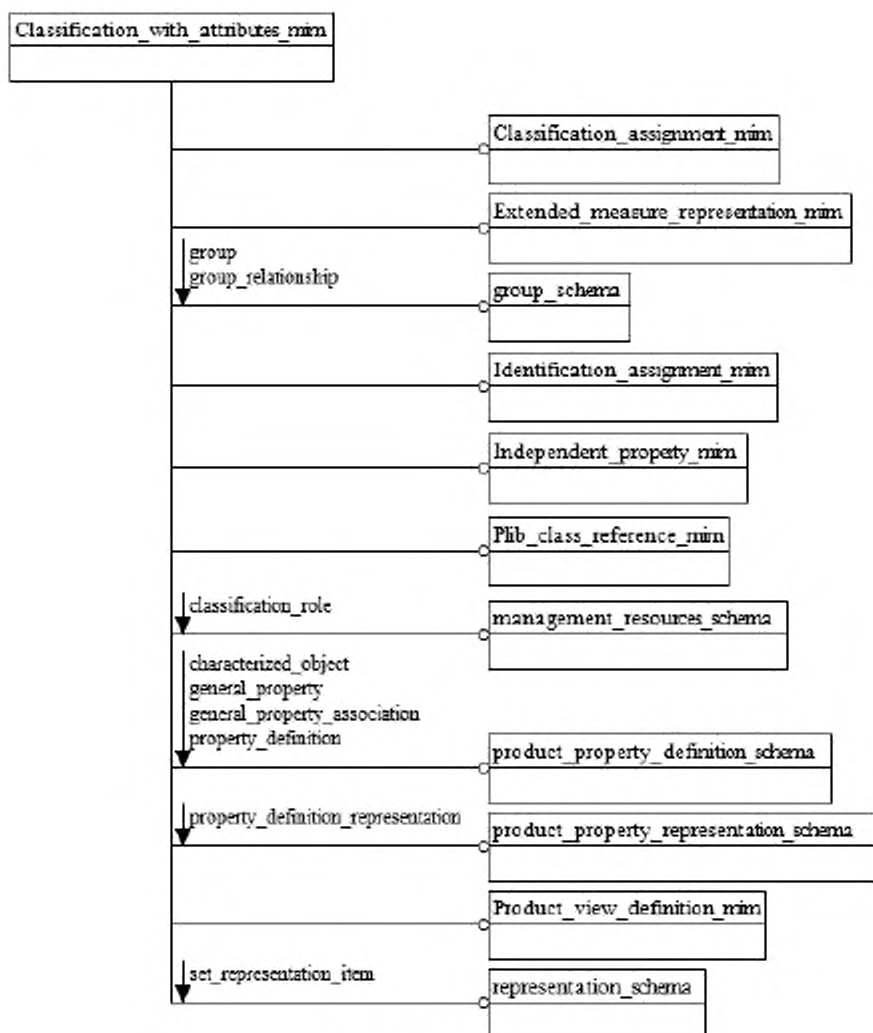 Classification_with_attributes_mim
Classification_assignment_mim
Extended_measure_representation_mim
group
group_relationship
group_schema
Identification_assignment_mim
Independent_property_mim
Plib_class_reference_mim
classification_role
management_resources_schema
characterized_object
general_property
general_property_association
property_definition
product_property_definition_schema
property_definition_representation
product_property_representation_schema
Product_view_definition_mim
set_representation_item
representation_schema